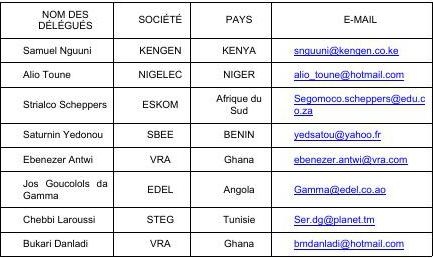 NOM DES DÉLÉGUÉS SOCIÉTÉ PAYS E-MAIL
Samuel Nguuni KENGEN KENYA snguuni@kengen.co.ke
Alio Toune NIGELEC NIGER alio_toune@hotmail.com
Strialco Scheppers ESKOM Afrique du Sud Segomoco.scheppers@edu.co.za
Saturnin Yedonou SBEE BENIN yedsatou@yahoo.fr
Ebenezer Antwi VRA Ghana ebenezer.antwi@vra.com
Jos Goucolols da Gamma EDEL Angola Gamma@edel.co.ao
Chebbi Laroussi STEG Tunisie Ser.dg@planet.tm
Bukari Danladi VRA Ghana bmdanladi@hotmail.com